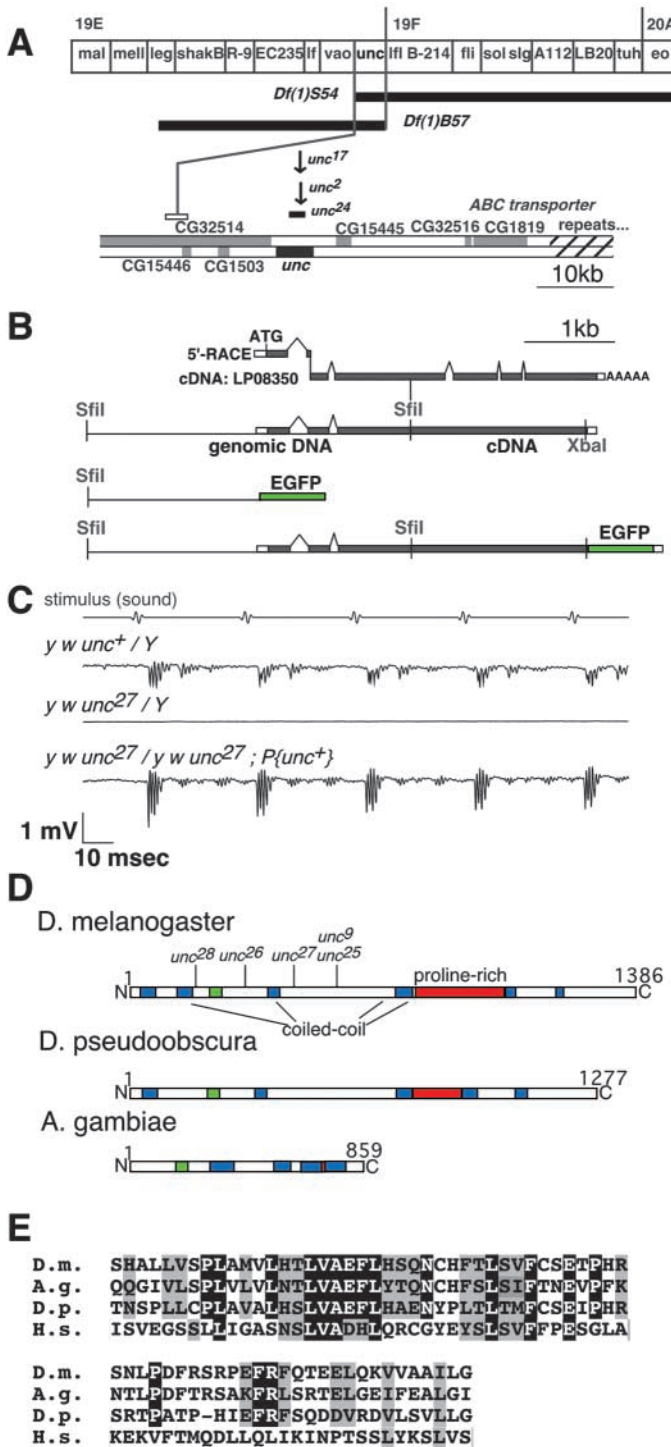 19E 19F 20A
A
mal mell leg shakB R-9 EC235 lf vao unc lfl B-214 fli sol slg A112 LB20 tuh eo
Df(1)S54
Df(1)B57
unc17
unc2
unc24
ABC transporter
CG32514 CG15445 CG32516 CG1819 repeats...
CG15446 CG1503 unc
10kb
B
ATG
1kb
5'-RACE
cDNA: LP08350
AAAAA
SfiI SfiI
genomic DNA cDNA XbaI
SfiI EGFP
SfiI SfiI EGFP
C
stimulus (sound)
y w unc+ / Y
y w unc27 / Y
y w unc27 / y w unc27 ; P{unc+}
1 mV
10 msec
D
D. melanogaster
unc9
unc28 unc26 unc27 unc25
1 proline-rich 1386
N C
coiled-coil
D. pseudoobscura
1 1277
N C
A. gambiae
1 859
N C
E
D.m. SHALLVSPLAMVLHTLVAEFLHSQNCHFTLSVFCSETPHR
A.g. QQGIVLSPLVLVLNTLVAEFLYTQNCHFSLSIFTNEVPFK
D.p. TNSPLLCPLAVALHSLVAEFLHAENYPLTLTMFCSEIPHR
H.s. ISVEGSSLLIGASNSLVADHLQRCGYEYSLSVFFPESGLA
D.m. SNLPDFRSRPEFRFQTEELQKVVAAILG
A.g. NTLPDFTRSAKFRLSRTELGEIFEALGI
D.p. SRTPATP-HIEFRFSQDDVRDVLSVLLG
H.s. KEKVFTMQDLLQLIKINPTSSLYKSLVS